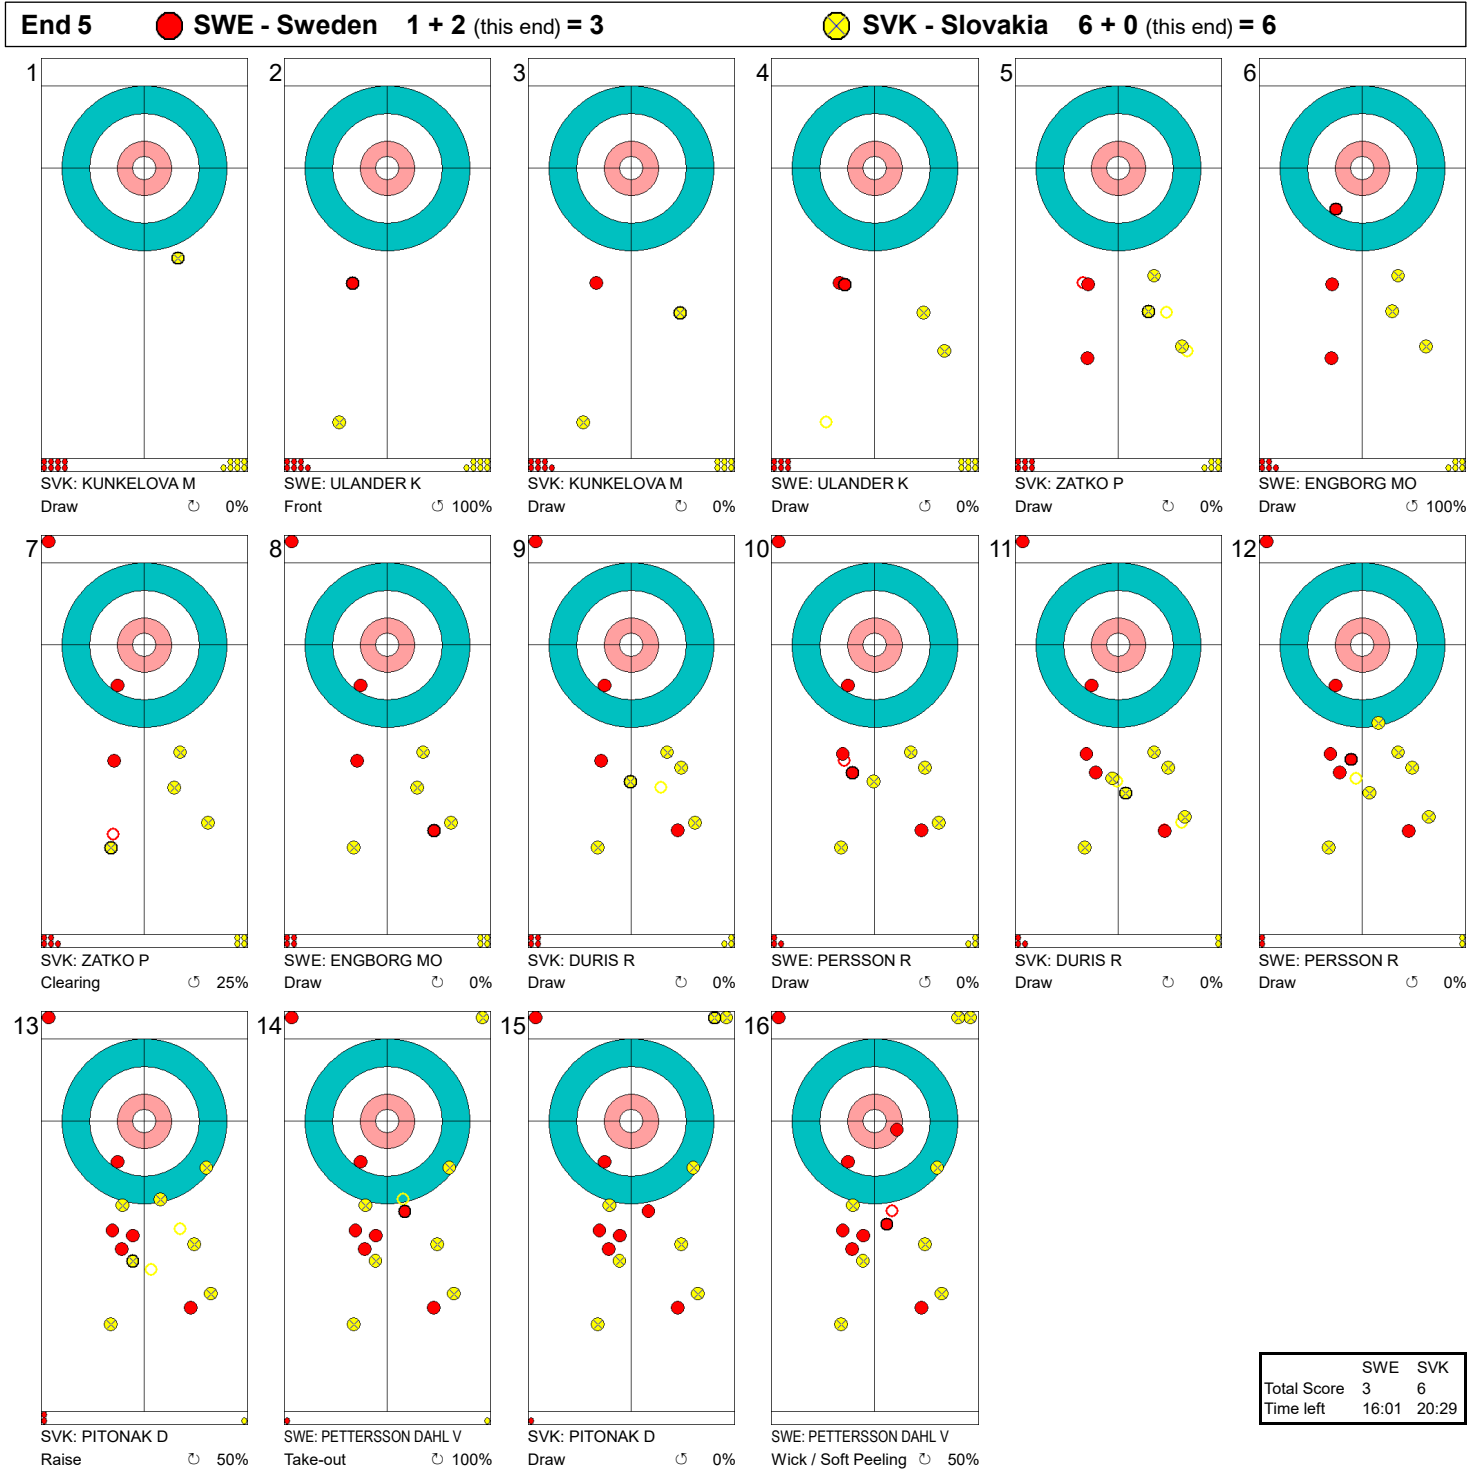 End 5 SWE - Sweden 1 + 2 (this end) = 3 SVK - Slovakia 6 + 0 (this end) = 6
1 2 3 4 5 6
SVK: KUNKELOVA M SWE: ULANDER K SVK: KUNKELOVA M SWE: ULANDER K SVK: ZATKO P SWE: ENGBORG MO
Draw ↻ 0% Front ↺ 100% Draw ↻ 0% Draw ↺ 0% Draw ↻ 0% Draw ↺ 100%
7 8 9 10 11 12
SVK: ZATKO P SWE: ENGBORG MO SVK: DURIS R SWE: PERSSON R SVK: DURIS R SWE: PERSSON R
Clearing ↺ 25% Draw ↻ 0% Draw ↻ 0% Draw ↺ 0% Draw ↻ 0% Draw ↺ 0%
13 14 15 16
SVK: PITONAK D SWE: PETTERSSON DAHL V SVK: PITONAK D SWE: PETTERSSON DAHL V
Raise ↻ 50% Take-out ↻ 100% Draw ↺ 0% Wick / Soft Peeling ↻ 50%
SWE SVK
Total Score 3 6
Time left 16:01 20:29